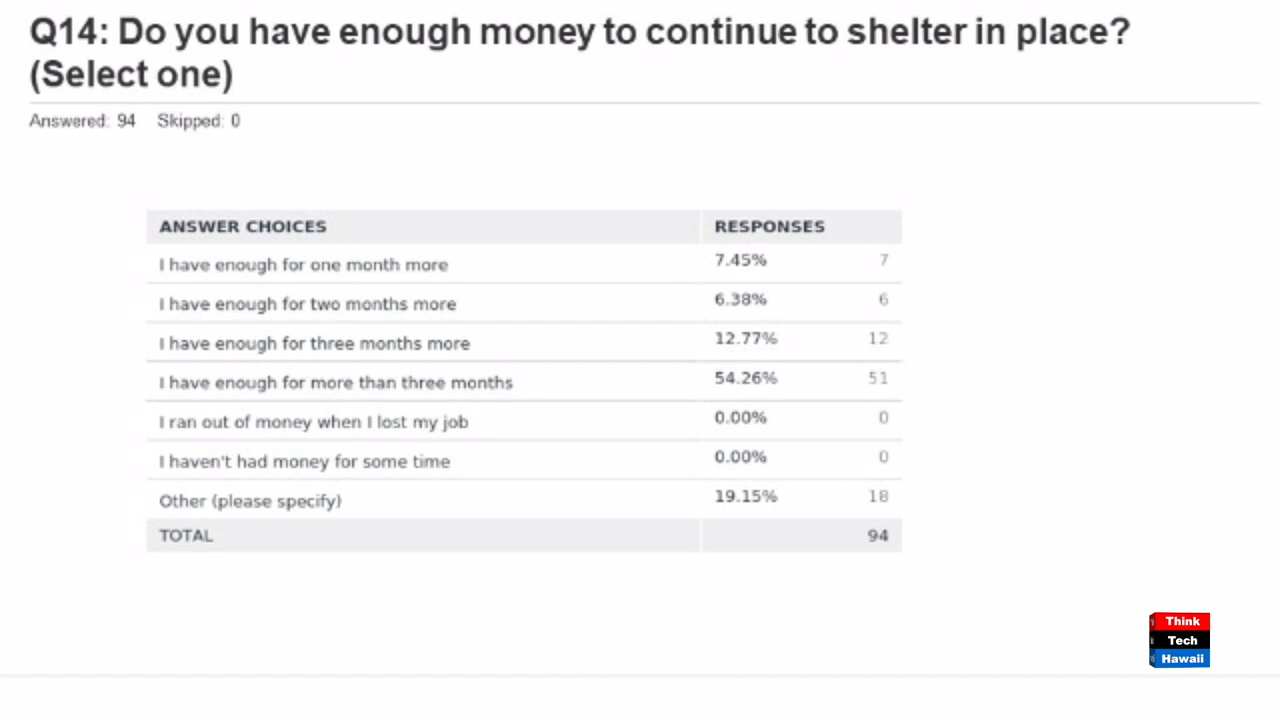 Q14: Do you have enough money to continue to shelter in place?
(Select one)
Answered: 94 Skipped: 0
ANSWER CHOICES RESPONSES
I have enough for one month more 7.45% 7
I have enough for two months more 6.38% 6
I have enough for three months more 12.77% 12
I have enough for more than three months 54.26% 51
I ran out of money when I lost my job 0.00% 0
I haven't had money for some time 0.00% 0
Other (please specify) 19.15% 18
TOTAL 94
Think
Tech
Hawaii